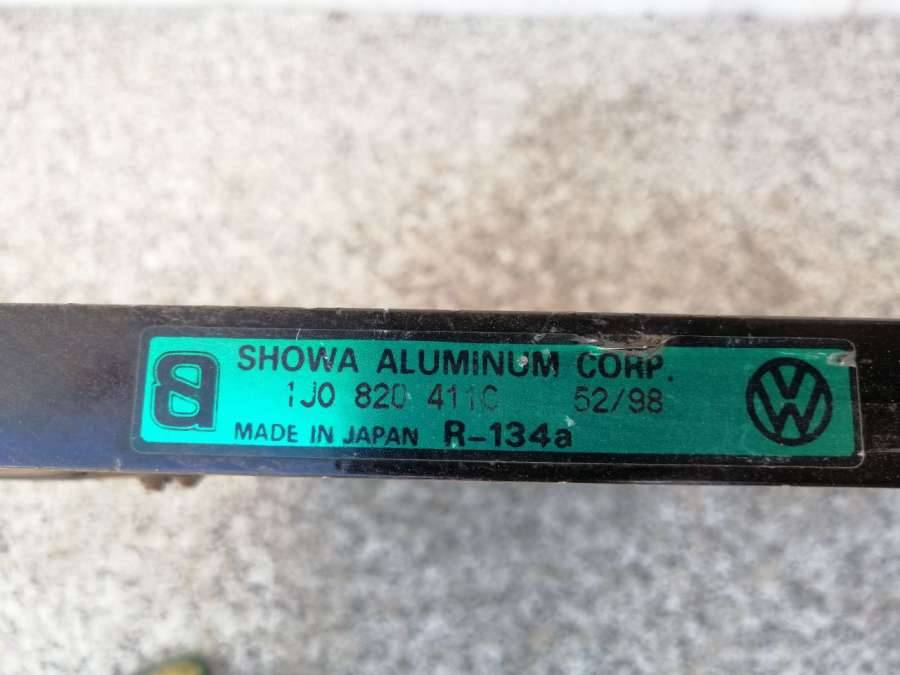 SHOWA ALUMINUM CORP.
1J0 820 411C 52/98
MADE IN JAPAN R-134a